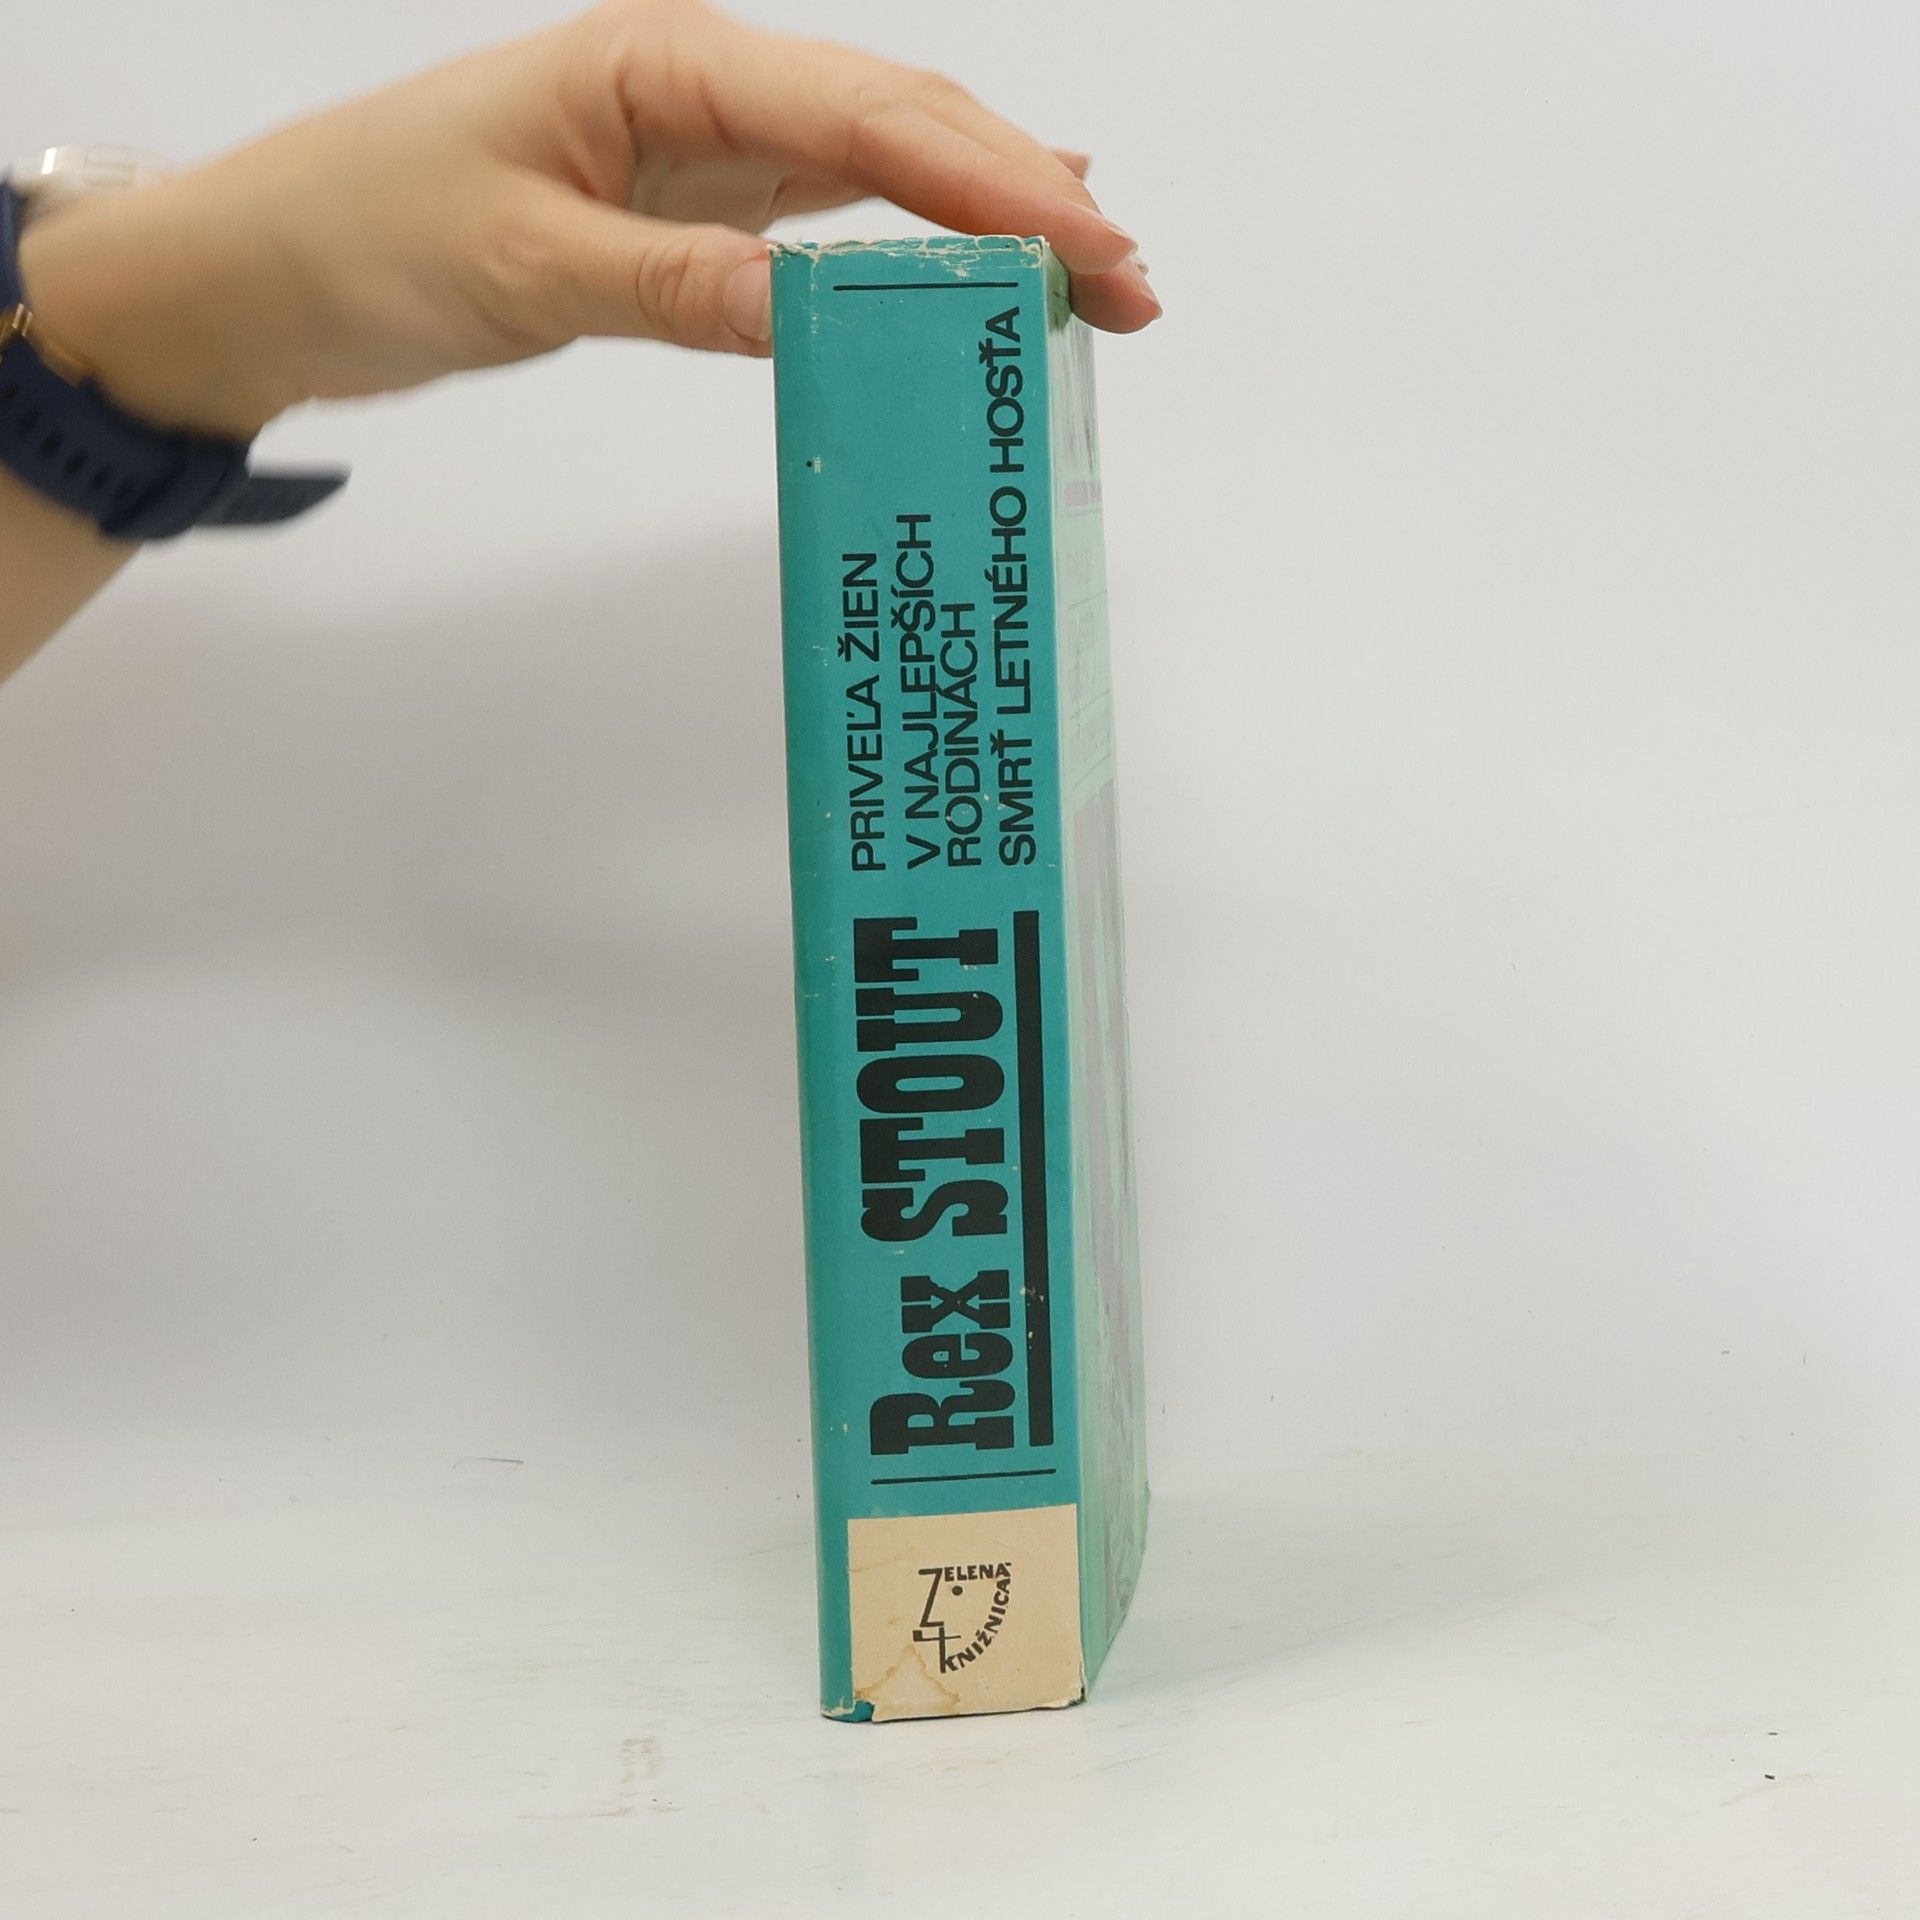 PRIVEĽA ŽIEN
V NAJLEPŠÍCH
RODINÁCH
SMRŤ LETNÉHO HOSŤA
Rex STOUT
ZELENÁ
KNIŽNICA